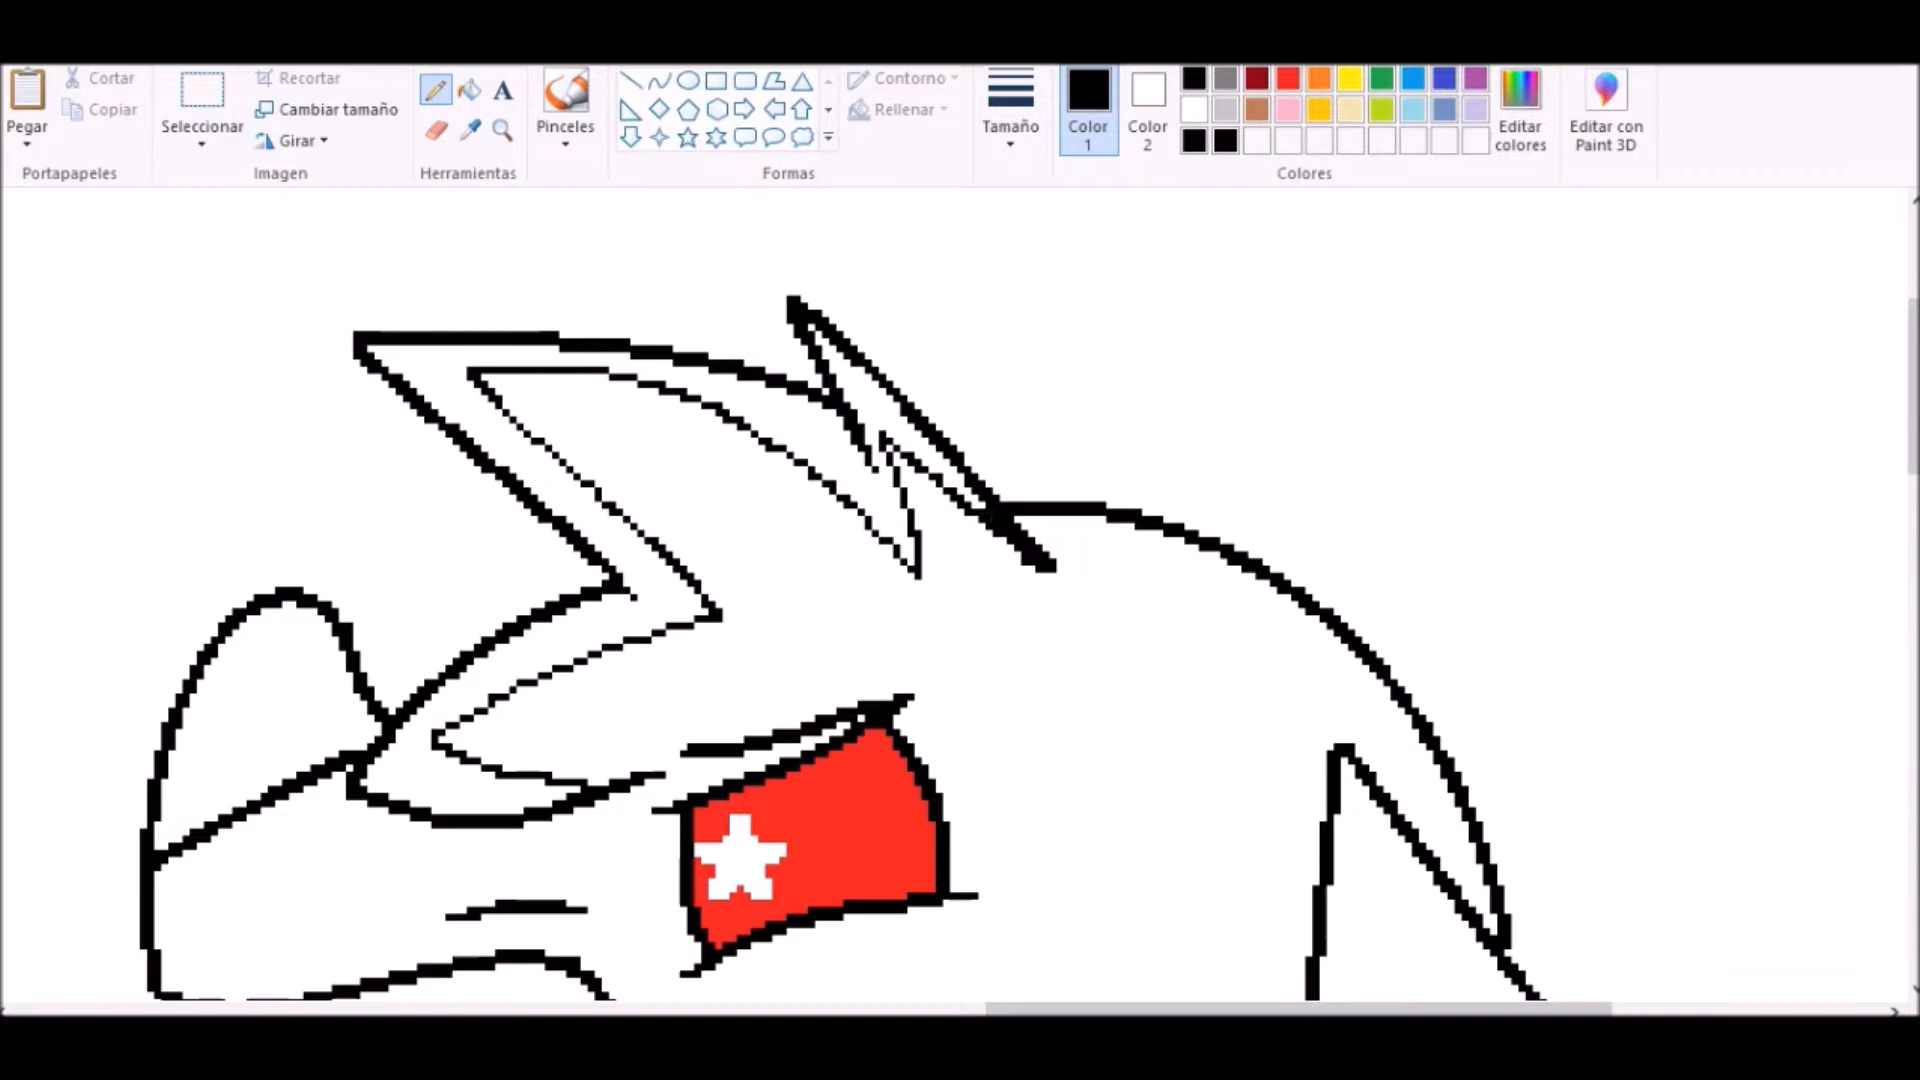 Pegar
Cortar
Copiar
Portapapeles
Seleccionar
Recortar
Cambiar tamaño
Girar
Imagen
A
Herramientas
Pinceles
Formas
Contorno
Rellenar
Tamaño
Color
1
Color
2
Colores
Editar
colores
Editar con
Paint 3D